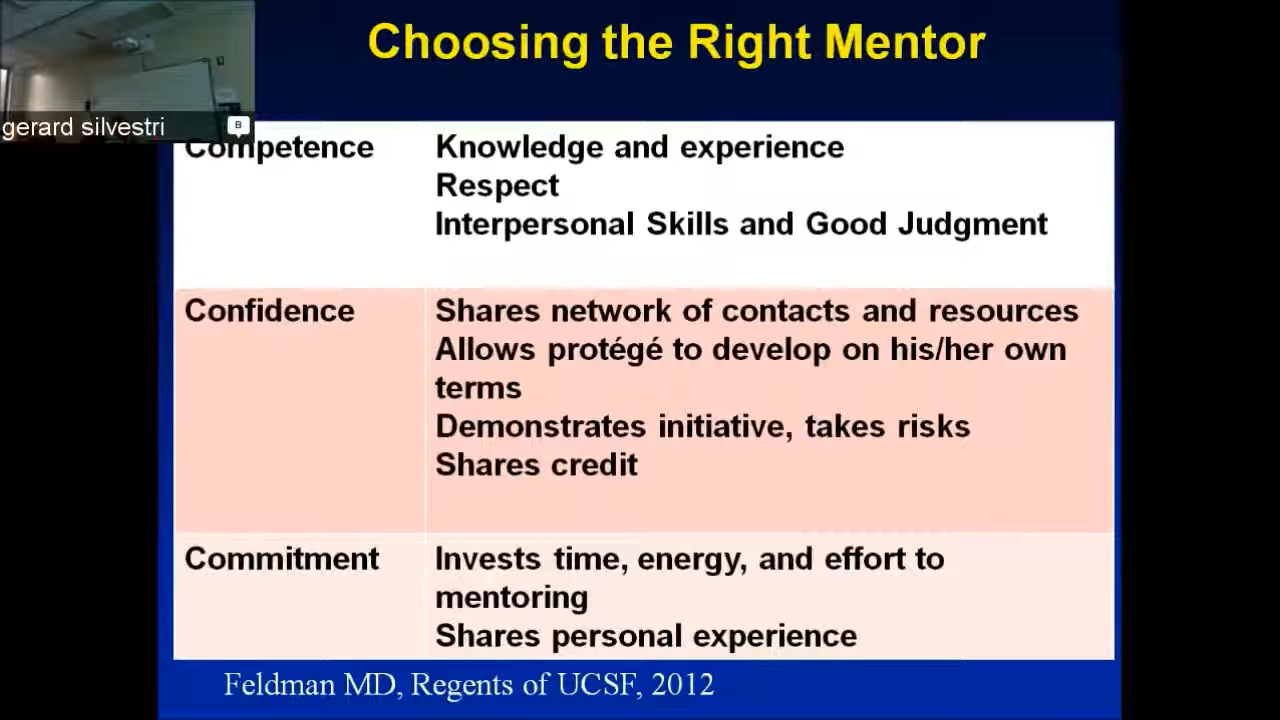 Choosing the Right Mentor
gerard silvestri
B
Competence
Knowledge and experience
Respect
Interpersonal Skills and Good Judgment
Confidence
Shares network of contacts and resources
Allows protégé to develop on his/her own
terms
Demonstrates initiative, takes risks
Shares credit
Commitment
Invests time, energy, and effort to
mentoring
Shares personal experience
Feldman MD, Regents of UCSF, 2012